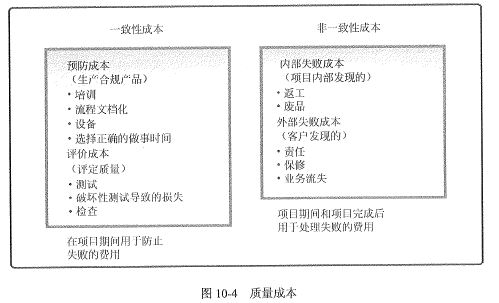 一致性成本
预防成本
（生产合规产品）
• 培训
• 流程文档化
• 设备
• 选择正确的做事时间
评价成本
（评定质量）
• 测试
• 破坏性测试导致的损失
• 检查
在项目期间用于防止
失败的费用
非一致性成本
内部失败成本
（项目内部发现的）
• 返工
• 废品
外部失败成本
（客户发现的）
• 责任
• 保修
• 业务流失
项目期间和项目完成后
用于处理失败的费用
图 10-4 质量成本